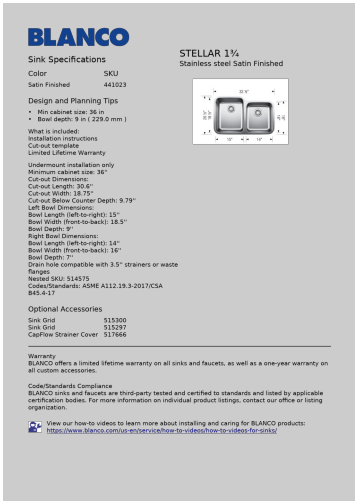 BLANCO
STELLAR 1¾
Stainless steel Satin Finished
Sink Specifications
Color SKU
Satin Finished 441023
Design and Planning Tips
• Min cabinet size: 36 in
• Bowl depth: 9 in ( 229.0 mm )
What is included:
Installation instructions
Cut-out template
Limited Lifetime Warranty
Undermount installation only
Minimum cabinet size: 36"
Cut-out Dimensions:
Cut-out Length: 30.6"
Cut-out Width: 18.75"
Cut-out Below Counter Depth: 9.79"
Left Bowl Dimensions:
Bowl Length (left-to-right): 15"
Bowl Width (front-to-back): 18.5"
Bowl Depth: 9"
Right Bowl Dimensions:
Bowl Length (left-to-right): 14"
Bowl Width (front-to-back): 16"
Bowl Depth: 7"
Drain hole compatible with 3.5" strainers or waste
flanges
Nested SKU: 514575
Codes/Standards: ASME A112.19.3-2017/CSA
B45.4-17
Optional Accessories
Sink Grid 515300
Sink Grid 515297
CapFlow Strainer Cover 517666
Warranty
BLANCO offers a limited lifetime warranty on all sinks and faucets, as well as a one-year warranty on
all custom accessories.
Code/Standards Compliance
BLANCO sinks and faucets are third-party tested and certified to standards and listed by applicable
certification bodies. For more information on individual product listings, contact our office or listing
organization.
View our how-to videos to learn more about installing and caring for BLANCO products:
https://www.blanco.com/us-en/service/how-to-videos/how-to-videos-for-sinks/